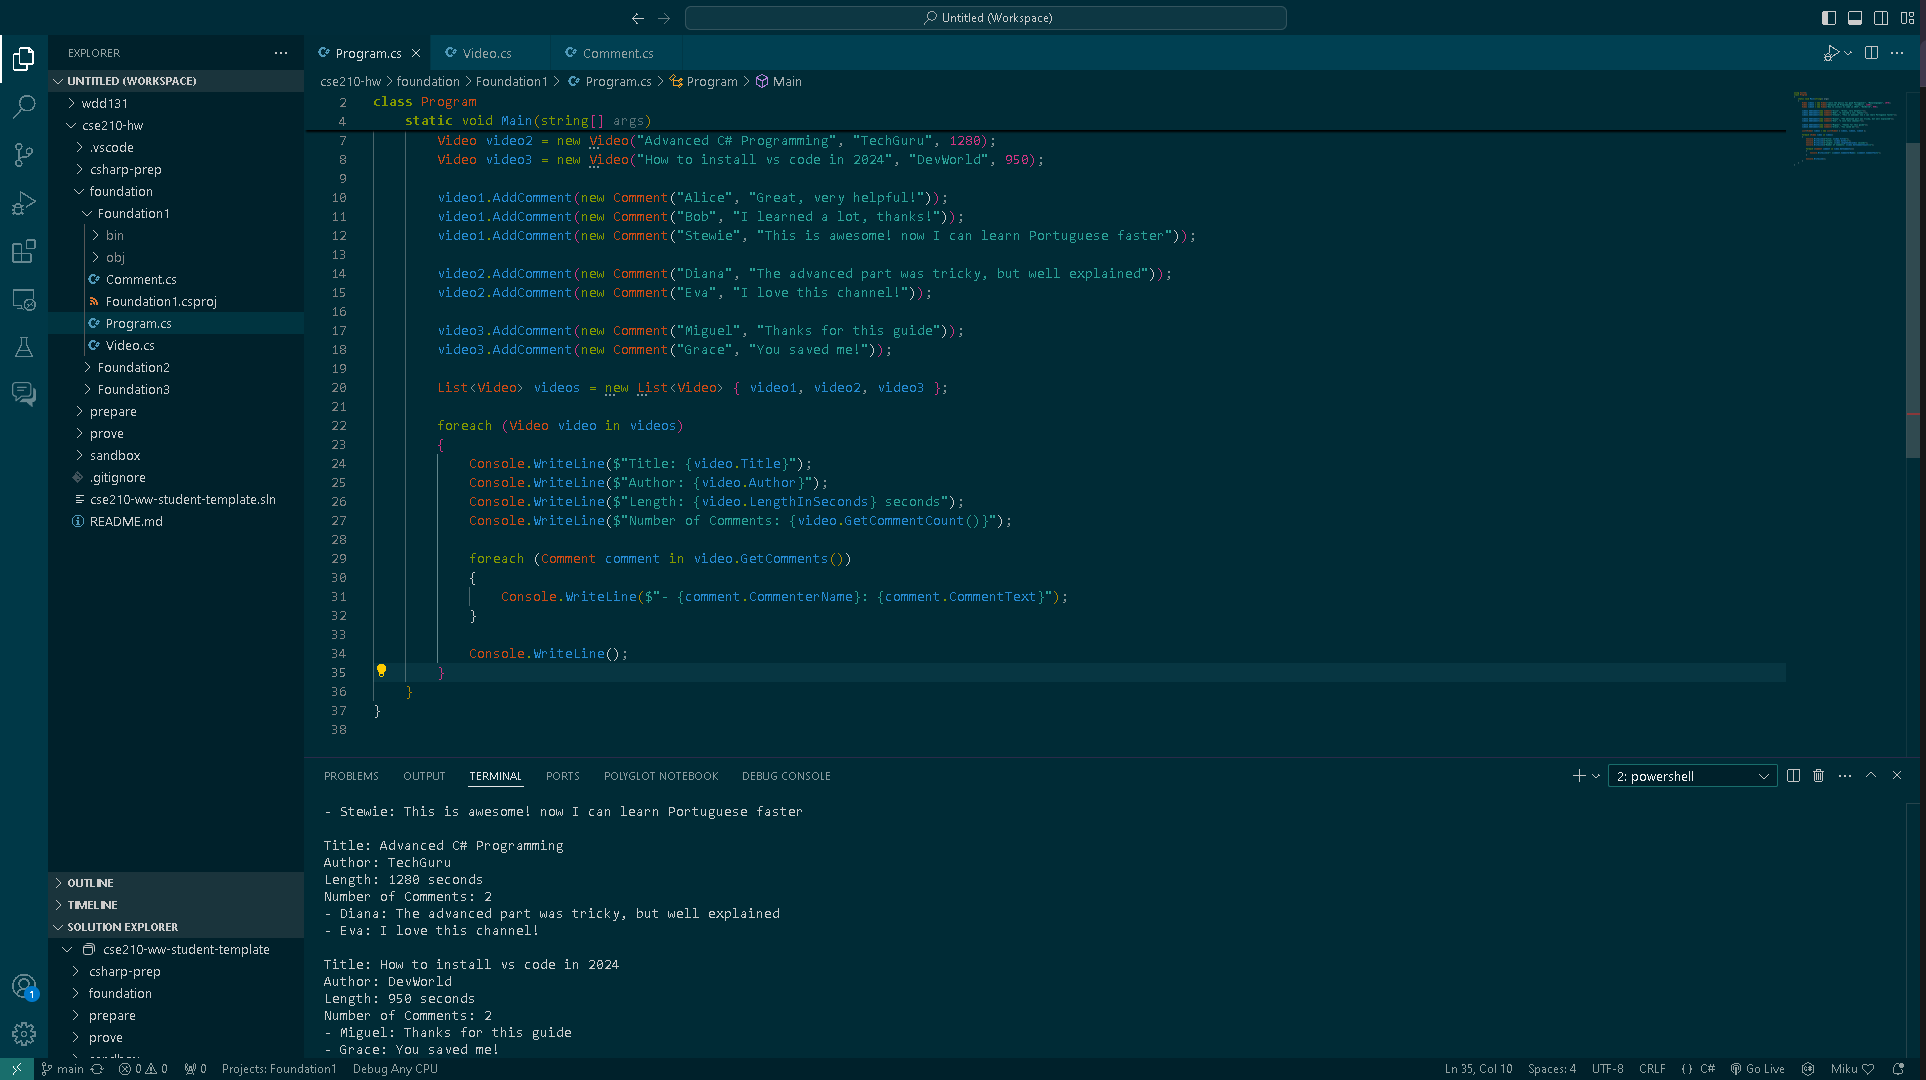 Untitled (Workspace)
EXPLORER
UNTITLED (WORKSPACE)
wdd131
cse210-hw
.vscode
csharp-prep
foundation
Foundation1
bin
obj
Comment.cs
Foundation1.csproj
Program.cs
Video.cs
Foundation2
Foundation3
prepare
prove
sandbox
.gitignore
cse210-ww-student-template.sln
README.md
OUTLINE
TIMELINE
SOLUTION EXPLORER
cse210-ww-student-template
csharp-prep
foundation
prepare
prove
sandbox
Program.cs Video.cs Comment.cs
cse210-hw > foundation > Foundation1 > Program.cs > Program > Main
2 class Program
4 static void Main(string[] args)
7 Video video2 = new Video("Advanced C# Programming", "TechGuru", 1280);
8 Video video3 = new Video("How to install vs code in 2024", "DevWorld", 950);
9
10 video1.AddComment(new Comment("Alice", "Great, very helpful!"));
11 video1.AddComment(new Comment("Bob", "I learned a lot, thanks!"));
12 video1.AddComment(new Comment("Stewie", "This is awesome! now I can learn Portuguese faster"));
13
14 video2.AddComment(new Comment("Diana", "The advanced part was tricky, but well explained"));
15 video2.AddComment(new Comment("Eva", "I love this channel!"));
16
17 video3.AddComment(new Comment("Miguel", "Thanks for this guide"));
18 video3.AddComment(new Comment("Grace", "You saved me!"));
19
20 List<Video> videos = new List<Video> { video1, video2, video3 };
21
22 foreach (Video video in videos)
23 {
24 Console.WriteLine($"Title: {video.Title}");
25 Console.WriteLine($"Author: {video.Author}");
26 Console.WriteLine($"Length: {video.LengthInSeconds} seconds");
27 Console.WriteLine($"Number of Comments: {video.GetCommentCount()}");
28
29 foreach (Comment comment in video.GetComments())
30 {
31 Console.WriteLine($"- {comment.CommenterName}: {comment.CommentText}");
32 }
33
34 Console.WriteLine();
35 }
36 }
37 }
38
PROBLEMS OUTPUT TERMINAL PORTS POLYGLOT NOTEBOOK DEBUG CONSOLE
2: powershell
- Stewie: This is awesome! now I can learn Portuguese faster
Title: Advanced C# Programming
Author: TechGuru
Length: 1280 seconds
Number of Comments: 2
- Diana: The advanced part was tricky, but well explained
- Eva: I love this channel!
Title: How to install vs code in 2024
Author: DevWorld
Length: 950 seconds
Number of Comments: 2
- Miguel: Thanks for this guide
- Grace: You saved me!
1
main 0 0 0 Projects: Foundation1 Debug Any CPU
Ln 35, Col 10 Spaces: 4 UTF-8 CRLF {} C# Go Live Miku ♡